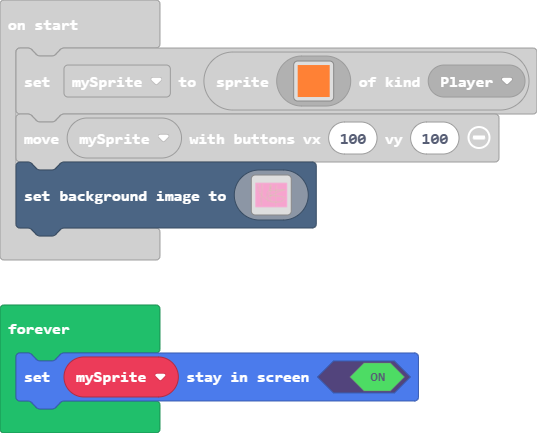 on start
set mySprite to sprite of kind Player
move mySprite with buttons vx 100 vy 100
set background image to
forever
set mySprite stay in screen ON